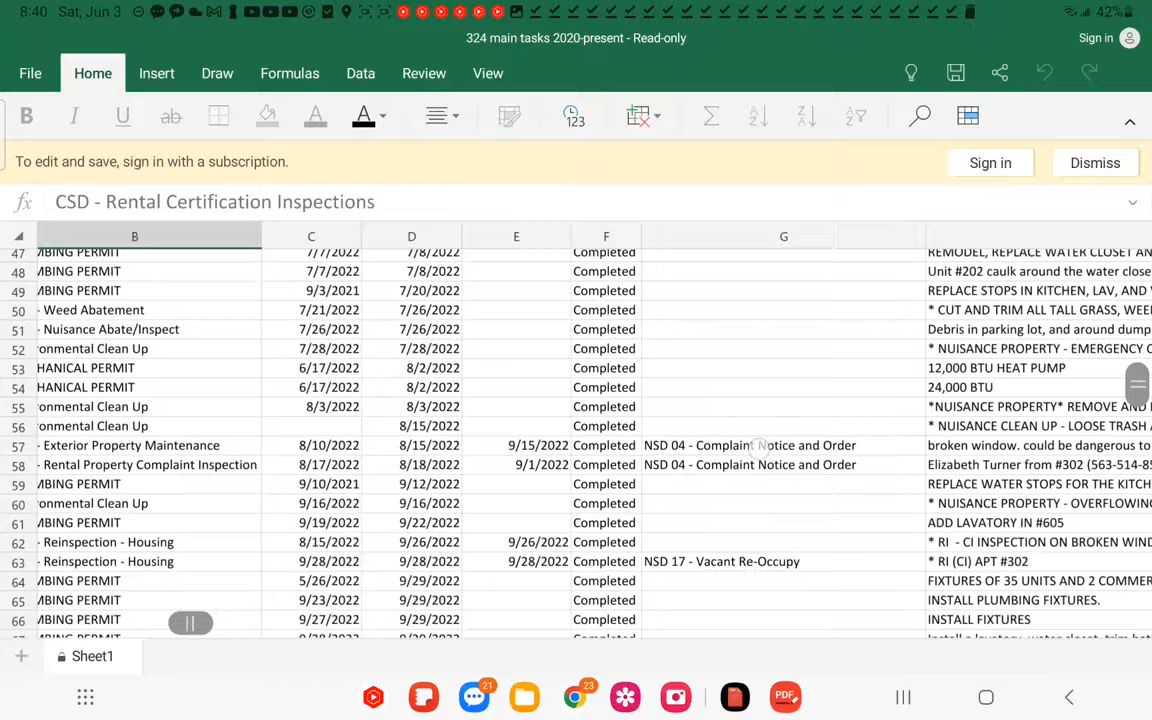 8:40 Sat, Jun 3 42%
324 main tasks 2020-present - Read-only
Sign in
File Home Insert Draw Formulas Data Review View
B I U ab A A 123
To edit and save, sign in with a subscription.
Sign in Dismiss
fx CSD - Rental Certification Inspections
B C D E F G
47 MBING PERMIT 7/7/2022 7/8/2022 Completed REMODEL, REPLACE WATER CLOSET AN
48 MBING PERMIT 7/7/2022 7/8/2022 Completed Unit #202 caulk around the water close
49 MBING PERMIT 9/3/2021 7/20/2022 Completed REPLACE STOPS IN KITCHEN, LAV, AND
50 - Weed Abatement 7/21/2022 7/26/2022 Completed * CUT AND TRIM ALL TALL GRASS, WEE
51 - Nuisance Abate/Inspect 7/26/2022 7/26/2022 Completed Debris in parking lot, and around dump
52 onmental Clean Up 7/28/2022 7/28/2022 Completed * NUISANCE PROPERTY - EMERGENCY C
53 HANICAL PERMIT 6/17/2022 8/2/2022 Completed 12,000 BTU HEAT PUMP
54 HANICAL PERMIT 6/17/2022 8/2/2022 Completed 24,000 BTU
55 onmental Clean Up 8/3/2022 8/3/2022 Completed *NUISANCE PROPERTY* REMOVE AND
56 onmental Clean Up 8/15/2022 Completed * NUISANCE CLEAN UP - LOOSE TRASH
57 - Exterior Property Maintenance 8/10/2022 8/15/2022 9/15/2022 Completed NSD 04 - Complaint Notice and Order broken window. could be dangerous to
58 - Rental Property Complaint Inspection 8/17/2022 8/18/2022 9/1/2022 Completed NSD 04 - Complaint Notice and Order Elizabeth Turner from #302 (563-514-85
59 MBING PERMIT 9/10/2021 9/12/2022 Completed REPLACE WATER STOPS FOR THE KITCH
60 onmental Clean Up 9/16/2022 9/16/2022 Completed * NUISANCE PROPERTY - OVERFLOWING
61 MBING PERMIT 9/19/2022 9/22/2022 Completed ADD LAVATORY IN #605
62 - Reinspection - Housing 8/15/2022 9/26/2022 9/26/2022 Completed * RI - CI INSPECTION ON BROKEN WIND
63 - Reinspection - Housing 9/28/2022 9/28/2022 9/28/2022 Completed NSD 17 - Vacant Re-Occupy * RI (CI) APT #302
64 MBING PERMIT 5/26/2022 9/29/2022 Completed FIXTURES OF 35 UNITS AND 2 COMMER
65 MBING PERMIT 9/23/2022 9/29/2022 Completed INSTALL PLUMBING FIXTURES.
66 MBING PERMIT 9/27/2022 9/29/2022 Completed INSTALL FIXTURES
Sheet1
21 23 PDF